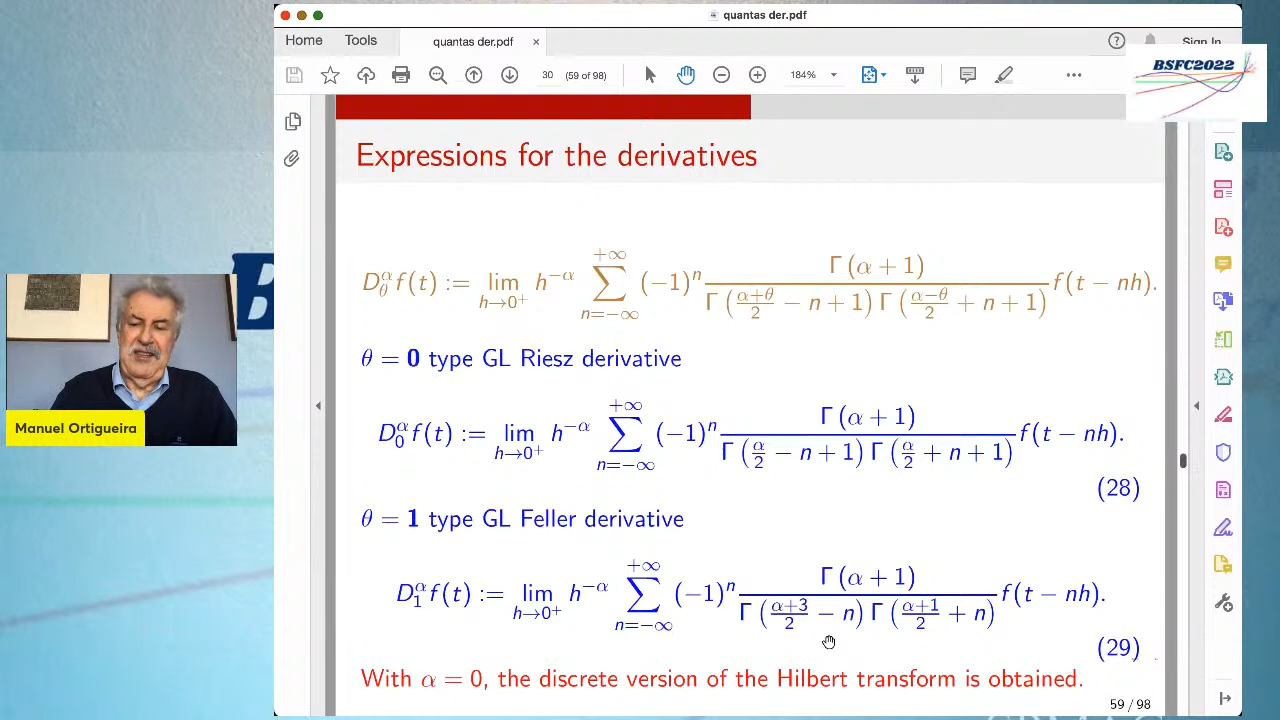 quantas der.pdf
Home Tools quantas der.pdf × Sign In
BSFC2022
(59 of 98) 184%
Expressions for the derivatives
D_θ^α f(t) := lim_{h→0⁺} h^{−α} ∑_{n=−∞}^{+∞} (−1)^n Γ(α+1) / [Γ((α+θ)/2 − n + 1) Γ((α−θ)/2 + n + 1)] f(t − nh).
θ = 0 type GL Riesz derivative
D_0^α f(t) := lim_{h→0⁺} h^{−α} ∑_{n=−∞}^{+∞} (−1)^n Γ(α+1) / [Γ(α/2 − n + 1) Γ(α/2 + n + 1)] f(t − nh).
(28)
θ = 1 type GL Feller derivative
D_1^α f(t) := lim_{h→0⁺} h^{−α} ∑_{n=−∞}^{+∞} (−1)^n Γ(α+1) / [Γ((α+3)/2 − n) Γ((α+1)/2 + n)] f(t − nh).
(29)
With α = 0, the discrete version of the Hilbert transform is obtained.
59 / 98
Manuel Ortigueira